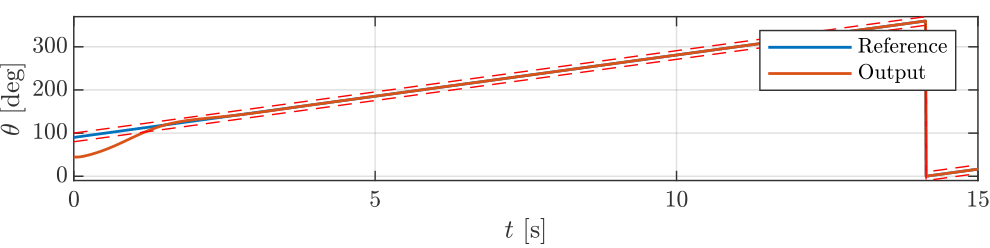 300
200
100
0
θ [deg]
Reference
Output
0 5 10 15
t [s]